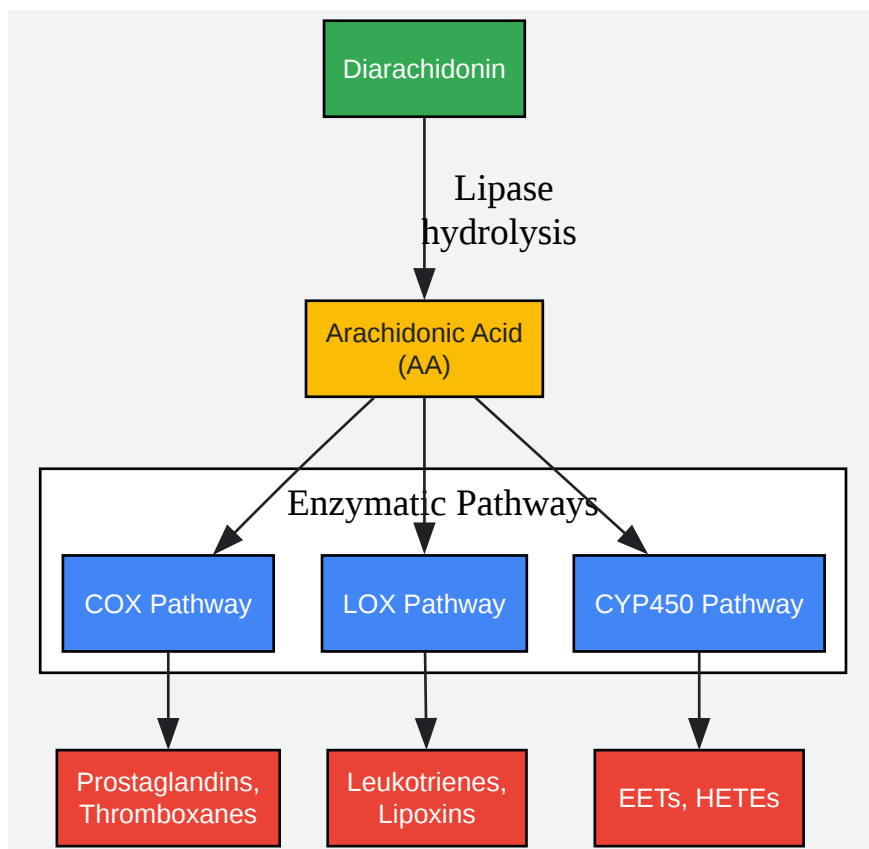 Diarachidonin
Lipase
hydrolysis
Arachidonic Acid
(AA)
Enzymatic Pathways
COX Pathway
LOX Pathway
CYP450 Pathway
Prostaglandins,
Thromboxanes
Leukotrienes,
Lipoxins
EETs, HETEs